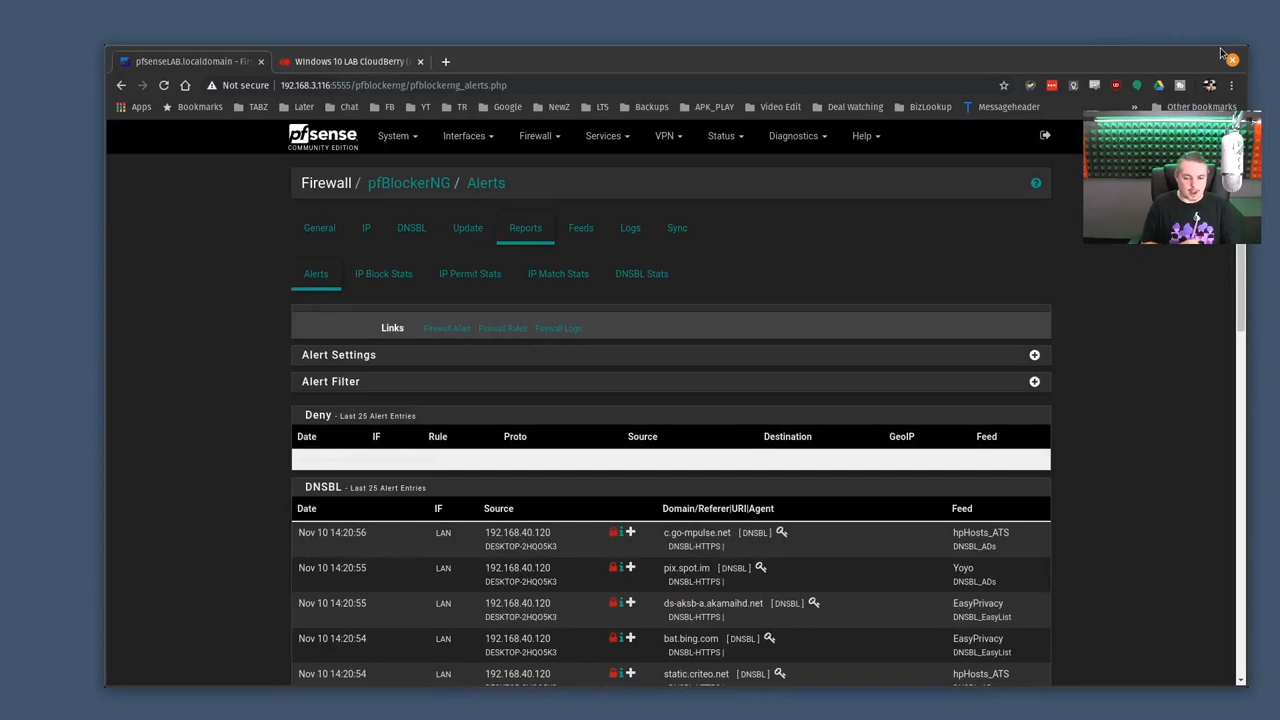 pfsenseLAB.localdomain - Fir
Windows 10 LAB CloudBerry (
Not secure 192.168.3.116:5555/pfblockerng/pfblockerng_alerts.php
Apps Bookmarks TABZ Later Chat FB YT TR Google NewZ LTS Backups APK_PLAY Video Edit Deal Watching BizLookup Messageheader » Other bookmarks
pfsense
COMMUNITY EDITION
System Interfaces Firewall Services VPN Status Diagnostics Help
Firewall / pfBlockerNG / Alerts
General IP DNSBL Update Reports Feeds Logs Sync
Alerts IP Block Stats IP Permit Stats IP Match Stats DNSBL Stats
Links Firewall Alias Firewall Rules Firewall Logs
Alert Settings
Alert Filter
Deny - Last 25 Alert Entries
Date IF Rule Proto Source Destination GeoIP Feed
DNSBL - Last 25 Alert Entries
Date IF Source Domain/Referer|URI|Agent Feed
Nov 10 14:20:56 LAN 192.168.40.120 c.go-mpulse.net [DNSBL] hpHosts_ATS
DESKTOP-2HQO5K3 DNSBL-HTTPS | DNSBL_ADs
Nov 10 14:20:55 LAN 192.168.40.120 pix.spot.im [DNSBL] Yoyo
DESKTOP-2HQO5K3 DNSBL-HTTPS | DNSBL_ADs
Nov 10 14:20:55 LAN 192.168.40.120 ds-aksb-a.akamaihd.net [DNSBL] EasyPrivacy
DESKTOP-2HQO5K3 DNSBL-HTTPS | DNSBL_EasyList
Nov 10 14:20:54 LAN 192.168.40.120 bat.bing.com [DNSBL] EasyPrivacy
DESKTOP-2HQO5K3 DNSBL-HTTPS | DNSBL_EasyList
Nov 10 14:20:54 LAN 192.168.40.120 static.criteo.net [DNSBL] hpHosts_ATS